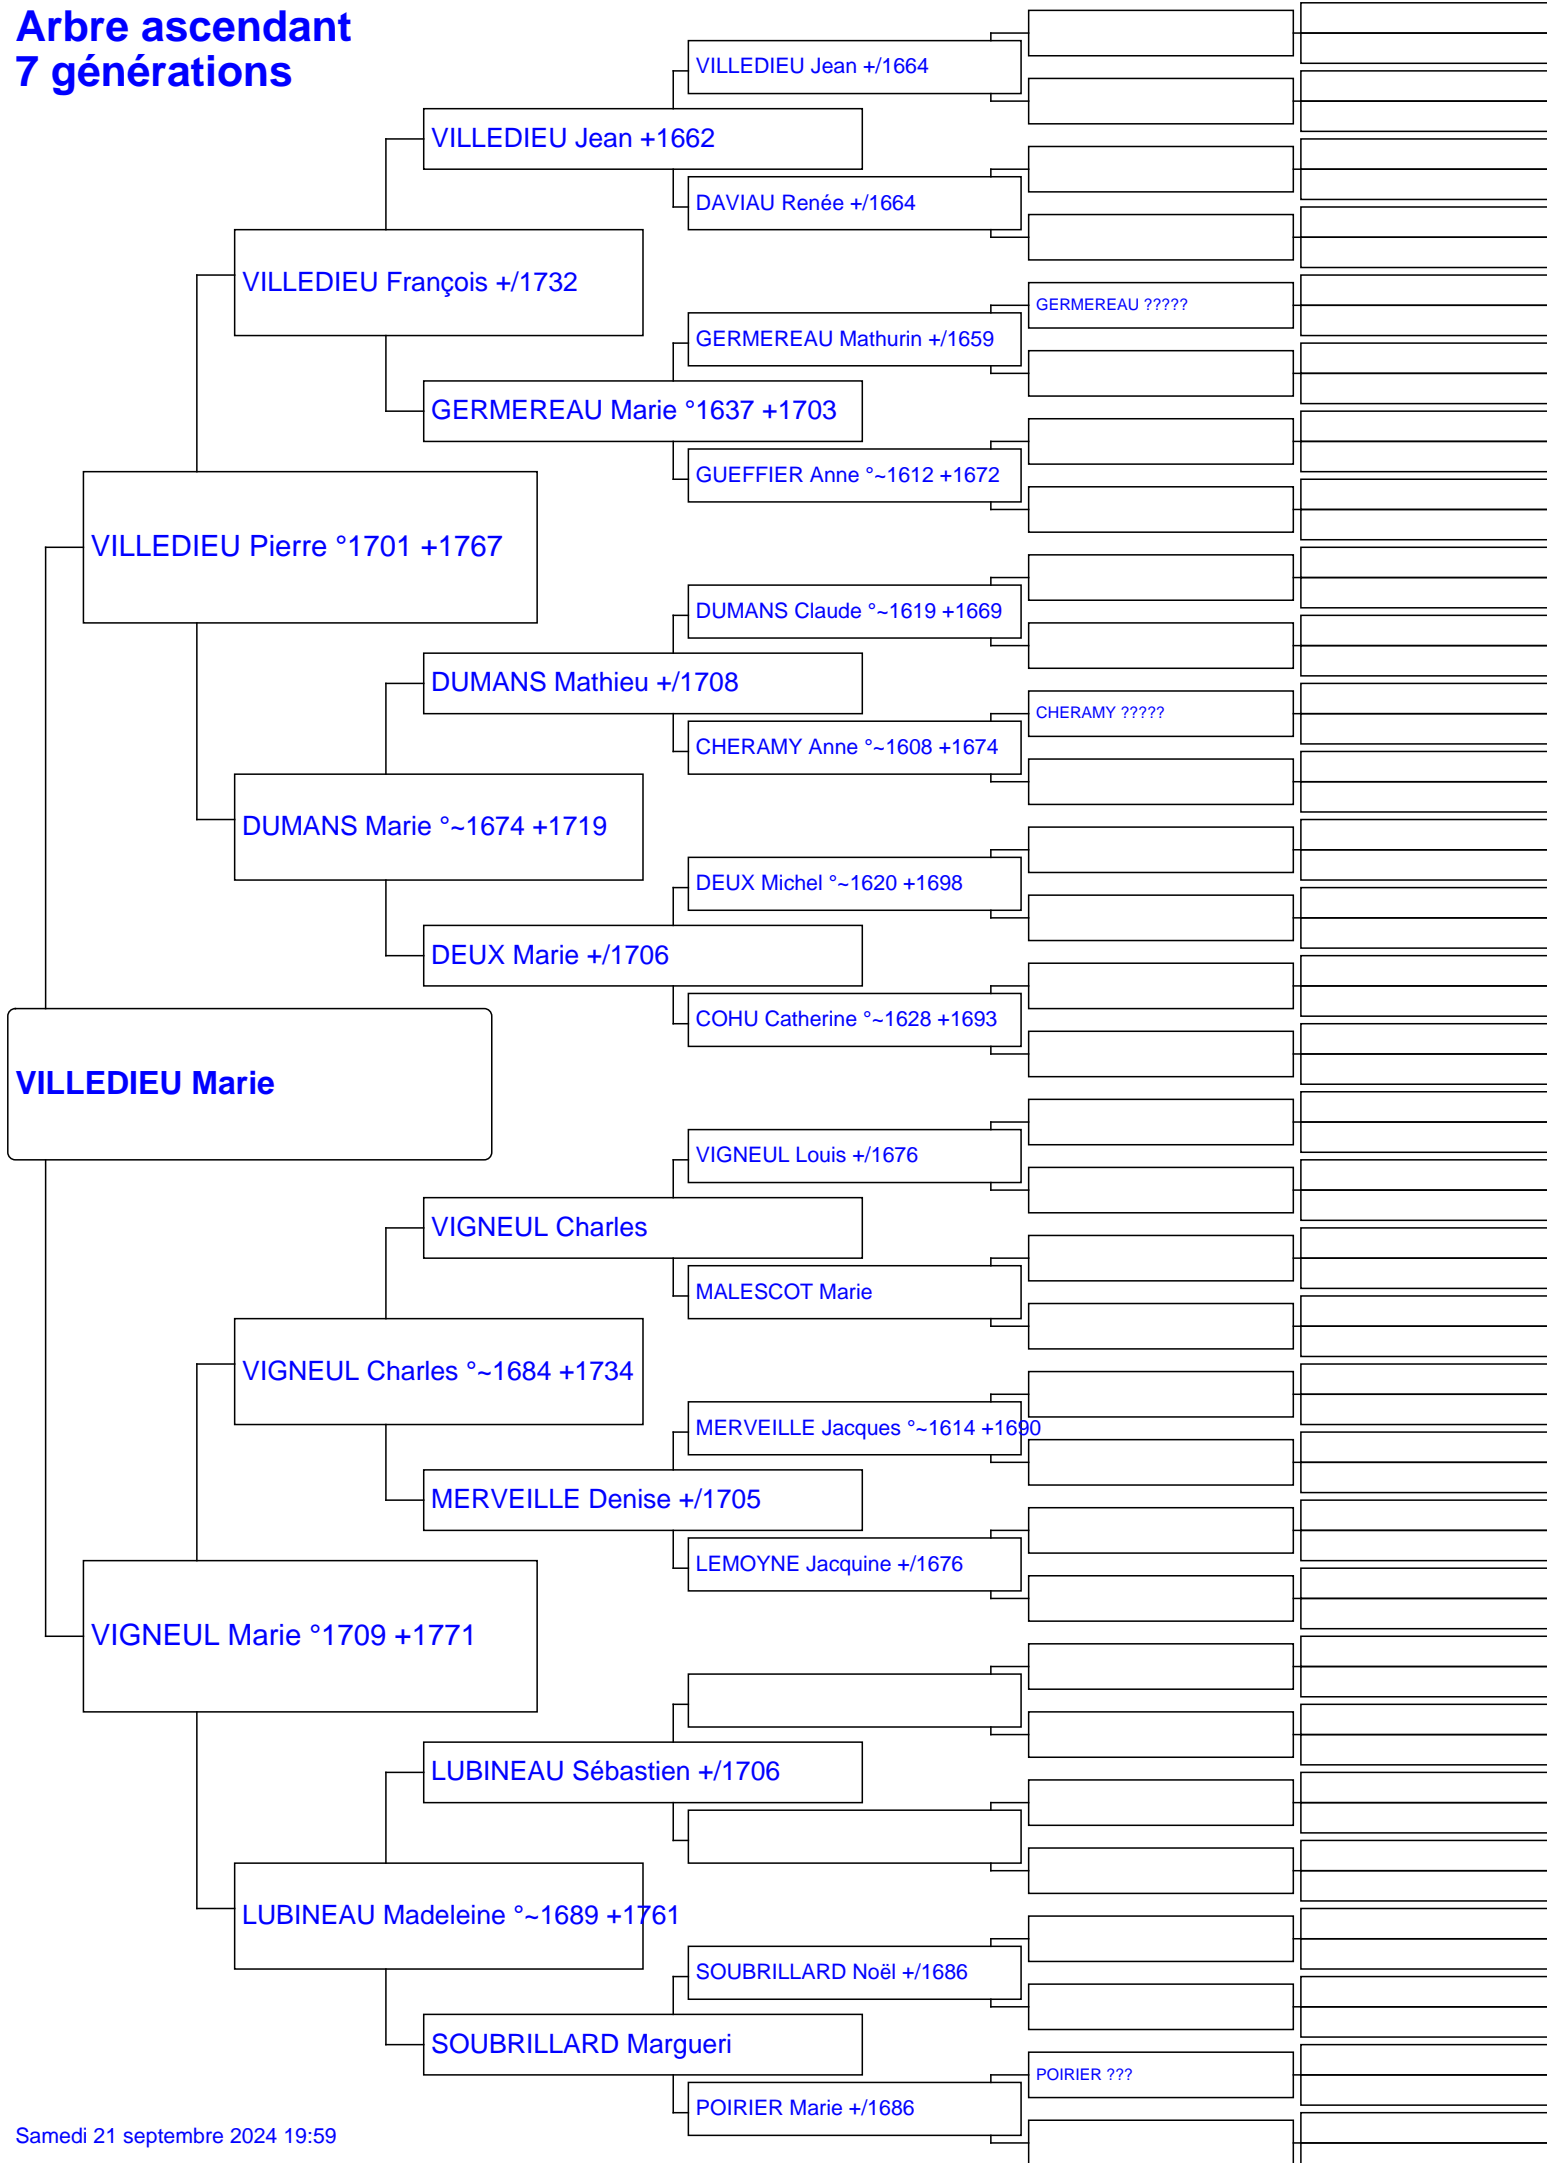 Arbre ascendant
7 générations
VILLEDIEU Jean +/1664
VILLEDIEU Jean +1662
DAVIAU Renée +/1664
VILLEDIEU François +/1732
GERMEREAU ?????
GERMEREAU Mathurin +/1659
GERMEREAU Marie °1637 +1703
GUEFFIER Anne °~1612 +1672
VILLEDIEU Pierre °1701 +1767
DUMANS Claude °~1619 +1669
DUMANS Mathieu +/1708
CHERAMY ?????
CHERAMY Anne °~1608 +1674
DUMANS Marie °~1674 +1719
DEUX Michel °~1620 +1698
DEUX Marie +/1706
COHU Catherine °~1628 +1693
VILLEDIEU Marie
VIGNEUL Louis +/1676
VIGNEUL Charles
MALESCOT Marie
VIGNEUL Charles °~1684 +1734
MERVEILLE Jacques °~1614 +1690
MERVEILLE Denise +/1705
LEMOYNE Jacquine +/1676
VIGNEUL Marie °1709 +1771
LUBINEAU Sébastien +/1706
LUBINEAU Madeleine °~1689 +1761
SOUBRILLARD Noël +/1686
SOUBRILLARD Margueri
POIRIER ???
POIRIER Marie +/1686
Samedi 21 septembre 2024 19:59